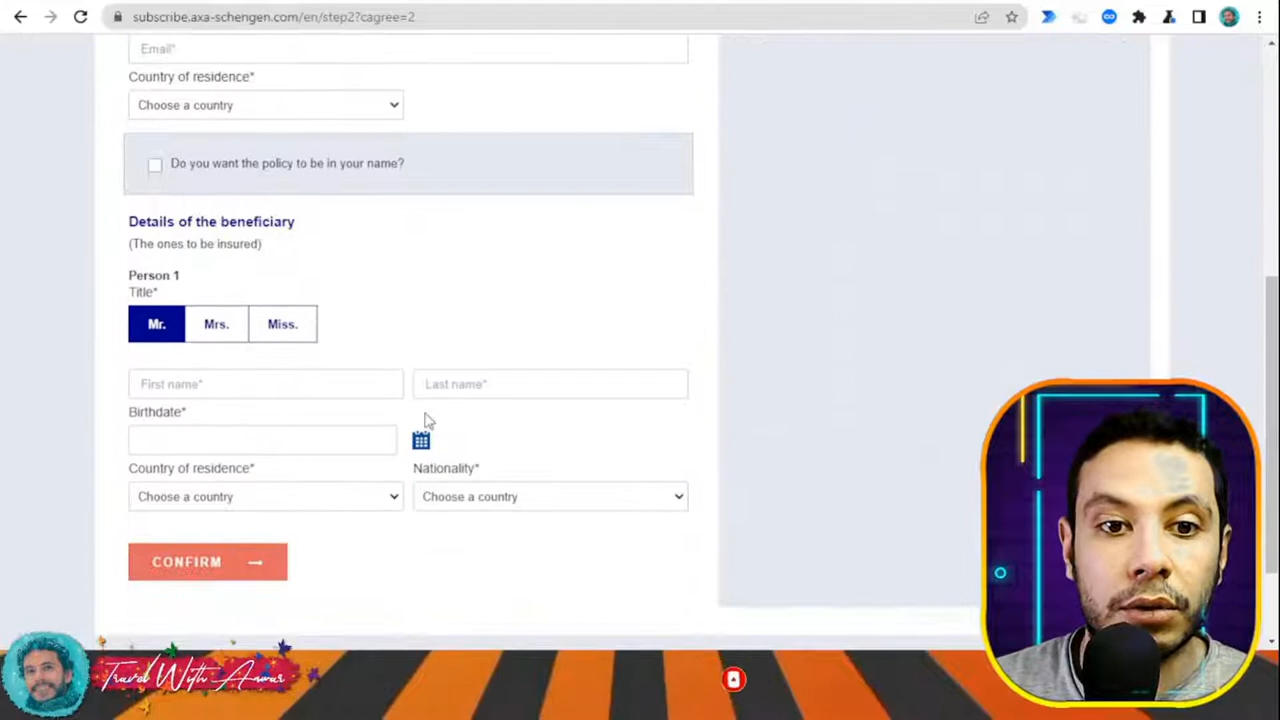 subscribe.axa-schengen.com/en/step2?cagree=2
Email*
Country of residence*
Choose a country
Do you want the policy to be in your name?
Details of the beneficiary
(The ones to be insured)
Person 1
Title*
Mr. Mrs. Miss.
First name* Last name*
Birthdate*
Country of residence* Nationality*
Choose a country Choose a country
CONFIRM
Travel With Anwar